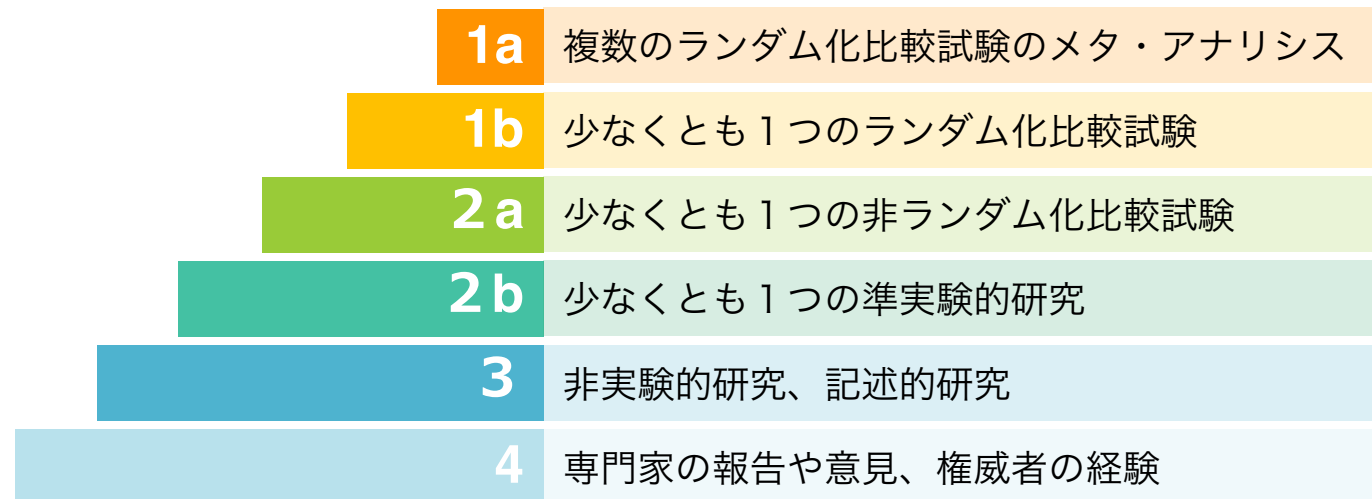 1a 複数のランダム化比較試験のメタ・アナリシス
1b 少なくとも１つのランダム化比較試験
２a 少なくとも１つの非ランダム化比較試験
２b 少なくとも１つの準実験的研究
３ 非実験的研究、記述的研究
4 専門家の報告や意見、権威者の経験